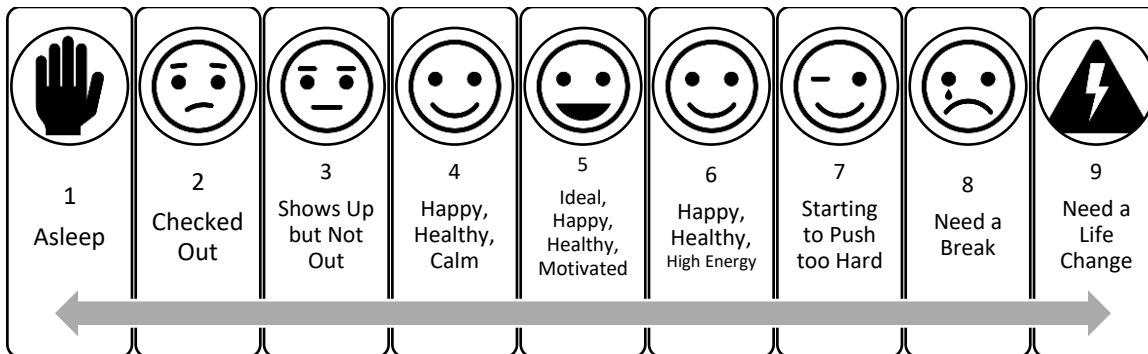 1
Asleep
2
Checked
Out
3
Shows Up
but Not
Out
4
Happy,
Healthy,
Calm
5
Ideal,
Happy,
Healthy,
Motivated
6
Happy,
Healthy,
High Energy
7
Starting
to Push
too Hard
8
Need a
Break
9
Need a
Life
Change